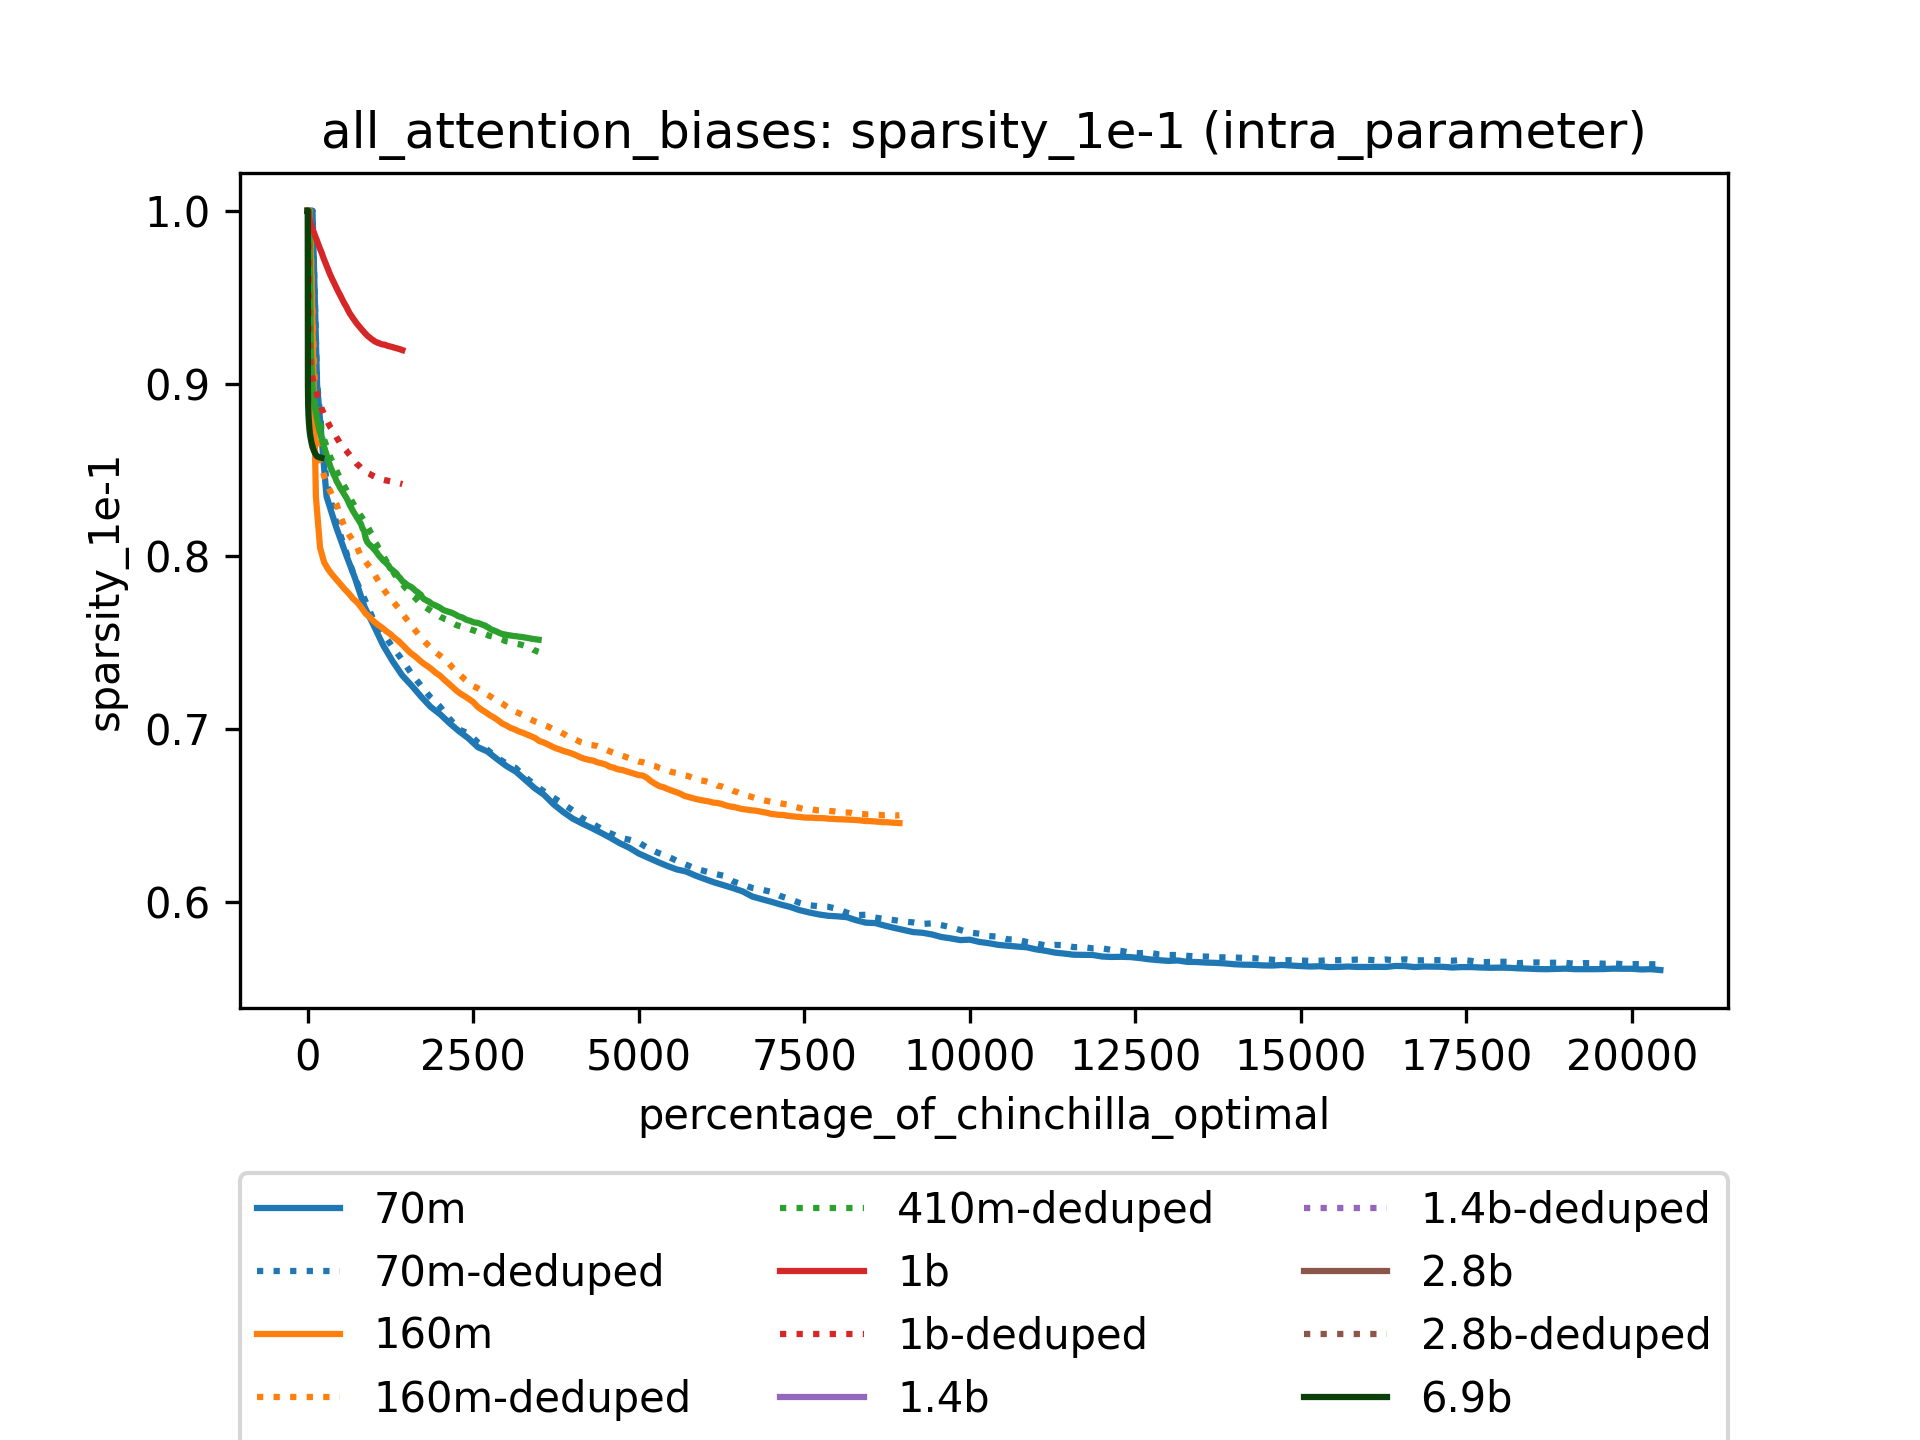 all_attention_biases: sparsity_1e-1 (intra_parameter)
1.0
0.9
0.8
0.7
0.6
sparsity_1e-1
0 2500 5000 7500 10000 12500 15000 17500 20000
percentage_of_chinchilla_optimal
70m 410m-deduped 1.4b-deduped
70m-deduped 1b 2.8b
160m 1b-deduped 2.8b-deduped
160m-deduped 1.4b 6.9b